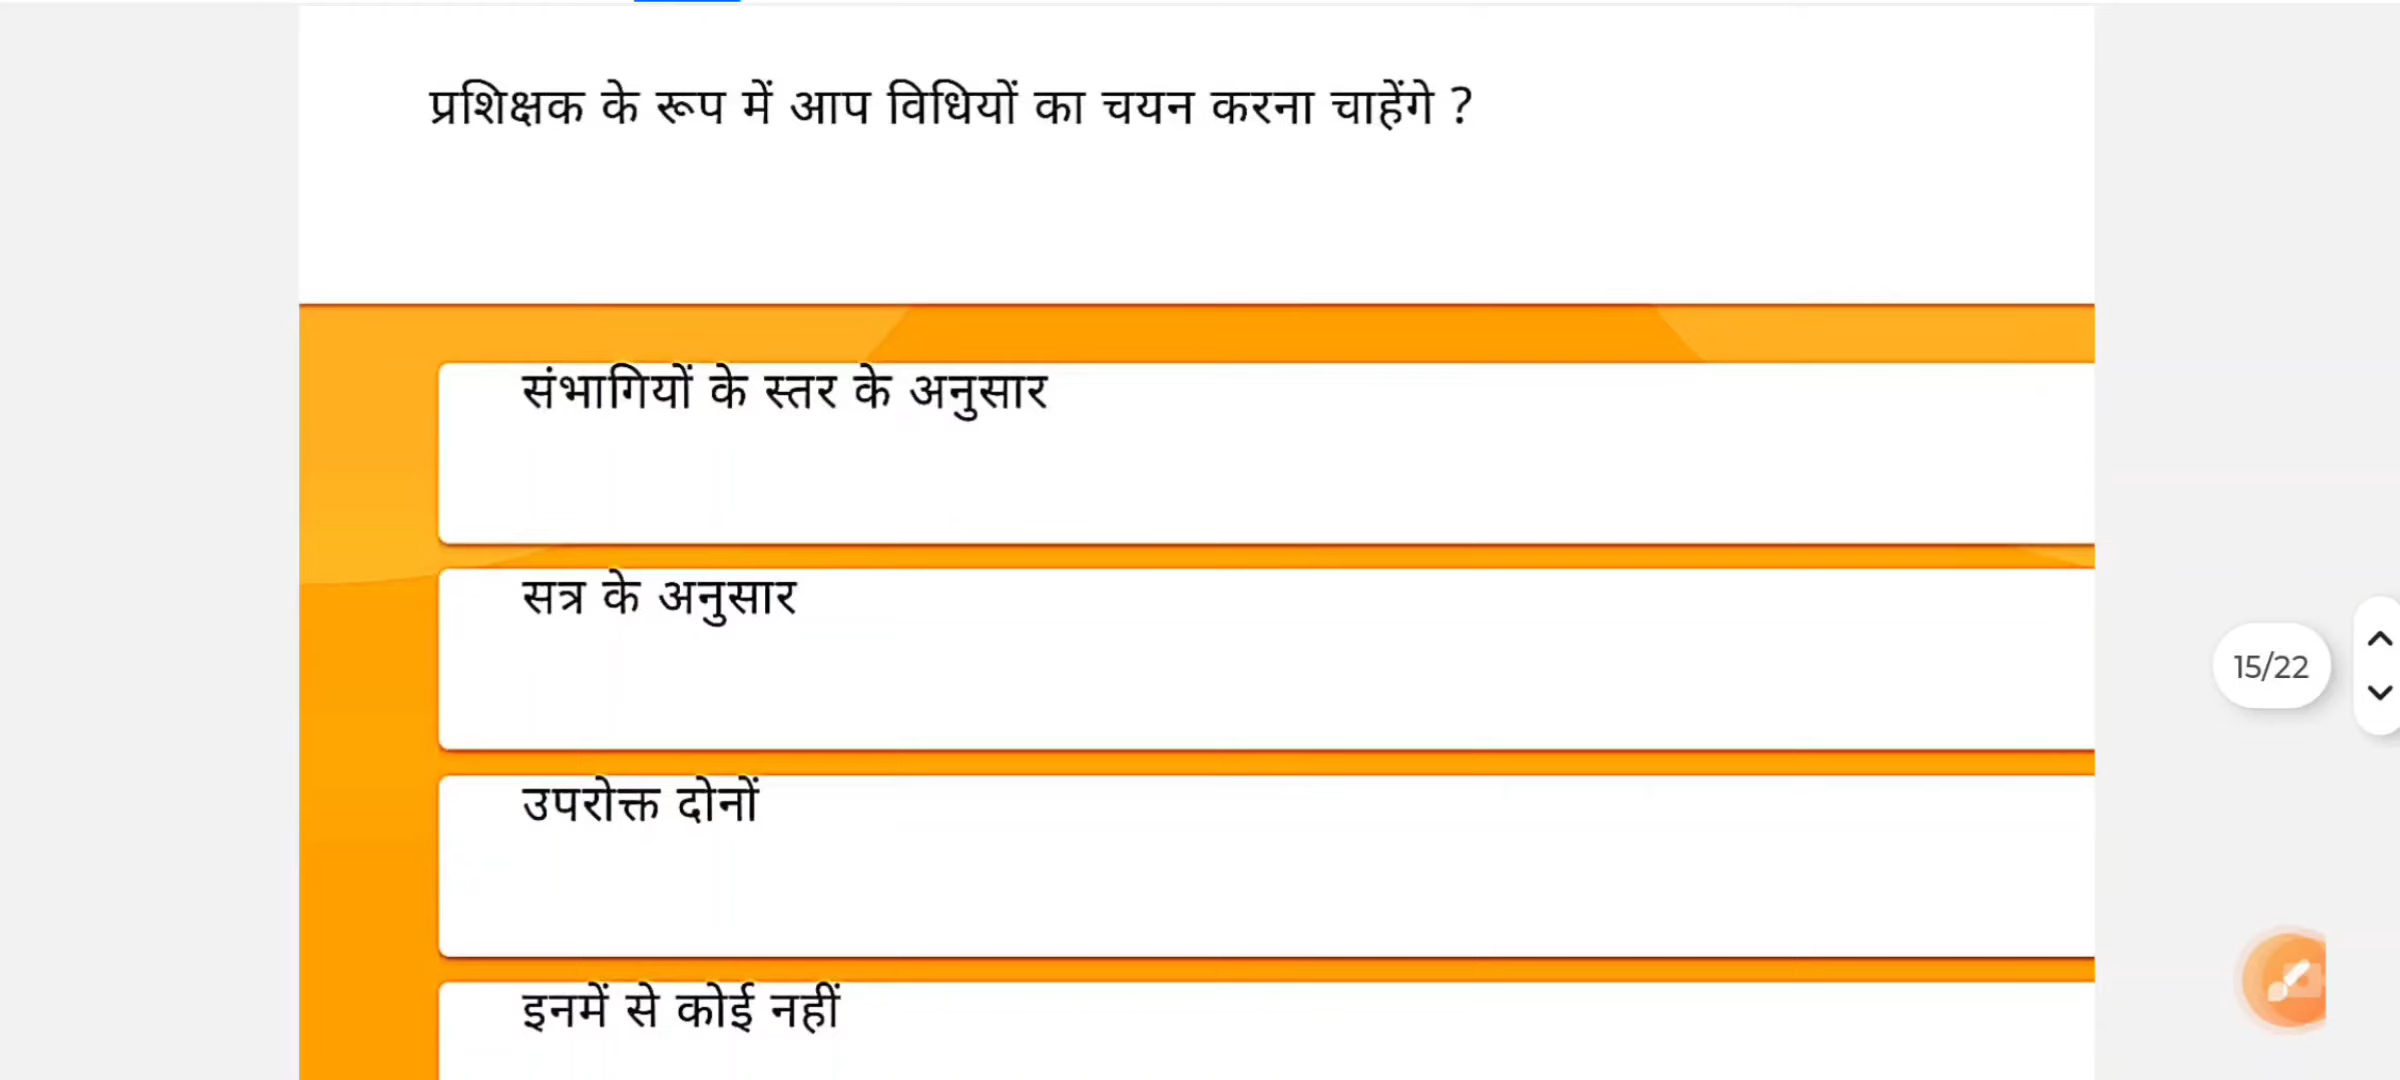 प्रशिक्षक के रूप में आप विधियों का चयन करना चाहेंगे ?
संभागियों के स्तर के अनुसार
सत्र के अनुसार
उपरोक्त दोनों
15/22
इनमें से कोई नहीं